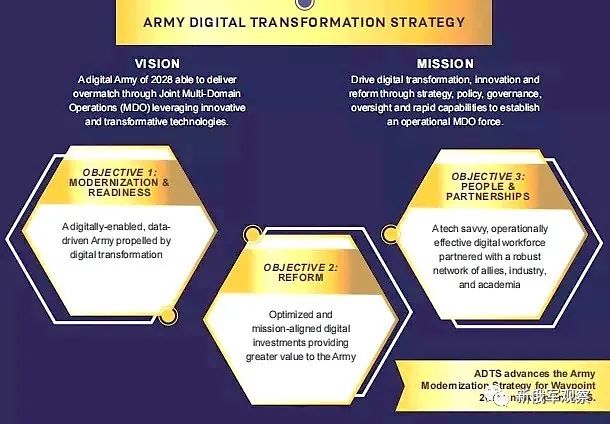 ARMY DIGITAL TRANSFORMATION STRATEGY
VISION
A digital Army of 2028 able to deliver
overmatch through Joint Multi-Domain
Operations (MDO) leveraging innovative
and transformative technologies.
MISSION
Drive digital transformation, innovation and
reform through strategy, policy, governance,
oversight and rapid capabilities to establish
an operational MDO force.
OBJECTIVE 1:
MODERNIZATION &
READINESS
A digitally-enabled, data-
driven Army propelled by
digital transformation
OBJECTIVE 2:
REFORM
Optimized and
mission-aligned digital
investments providing
greater value to the Army
OBJECTIVE 3:
PEOPLE &
PARTNERSHIPS
A tech savvy, operationally
effective digital workforce
partnered with a robust
network of allies, industry,
and academia
ADTS advances the Army
Modernization Strategy for Waypoint
新俄军观察